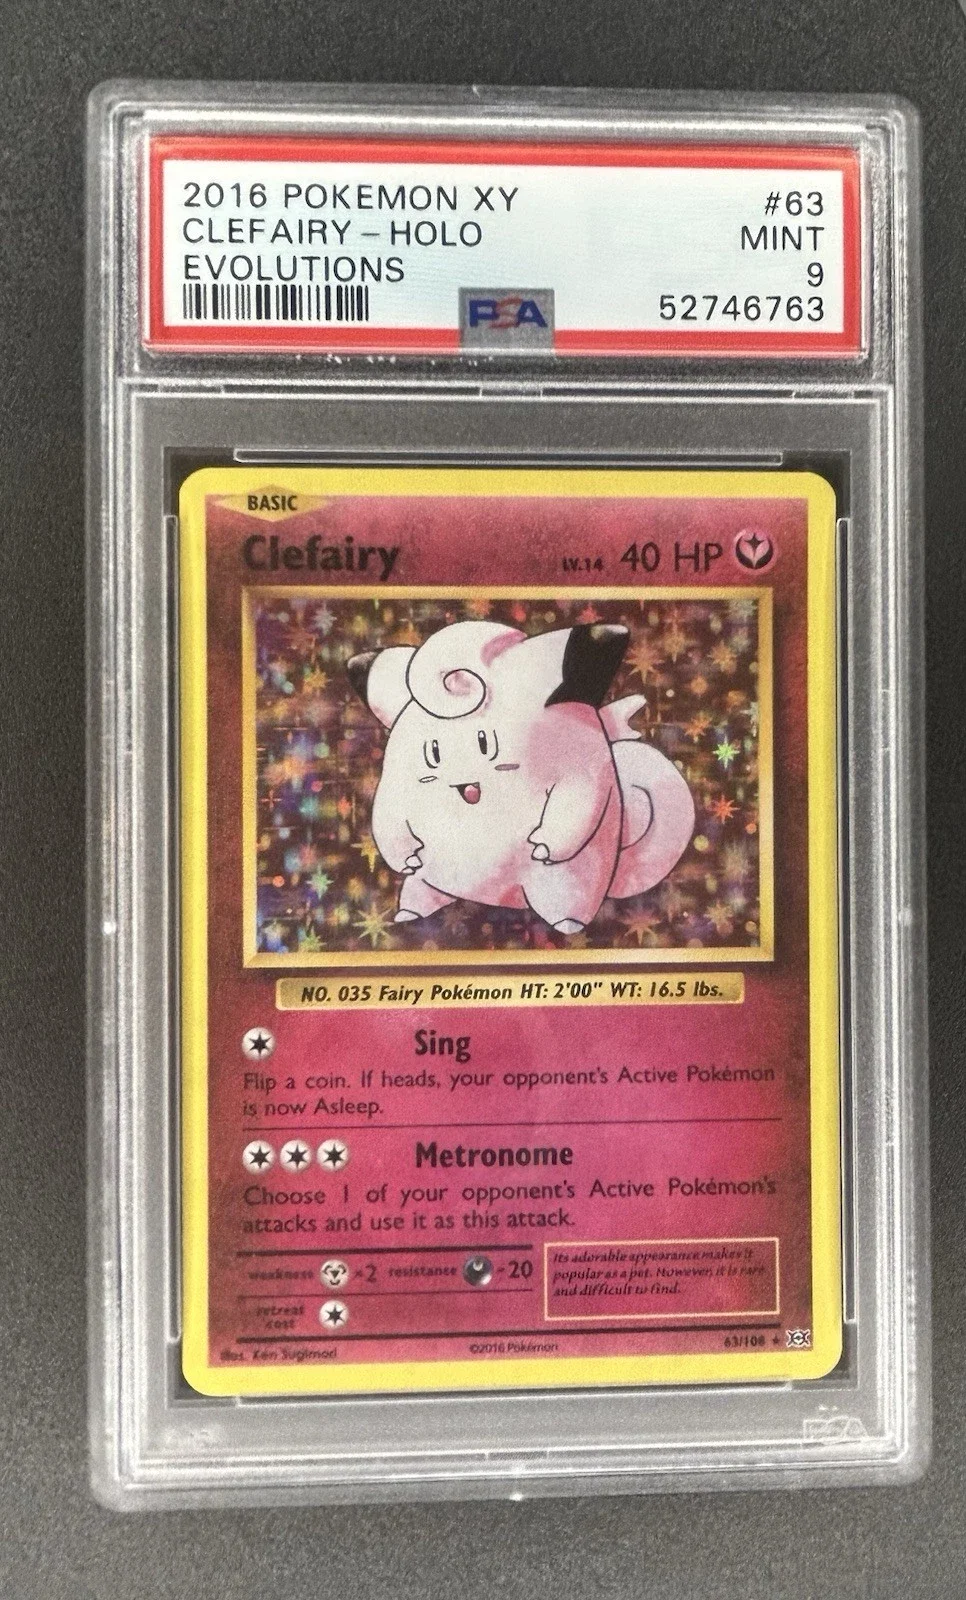 2016 POKEMON XY
#63
CLEFAIRY – HOLO
MINT
EVOLUTIONS
9
PSA
52746763
BASIC
Clefairy
LV.14 40 HP
NO. 035 Fairy Pokémon HT: 2'00" WT: 16.5 lbs.
Sing
Flip a coin. If heads, your opponent's Active Pokémon
is now Asleep.
Metronome
Choose 1 of your opponent's Active Pokémon's
attacks and use it as this attack.
weakness ×2 resistance -20
retreat
cost
Its adorable appearance makes it
popular as a pet. However, it is rare
and difficult to find.
Illus. Ken Sugimori
©2016 Pokémon
63/108
PSA